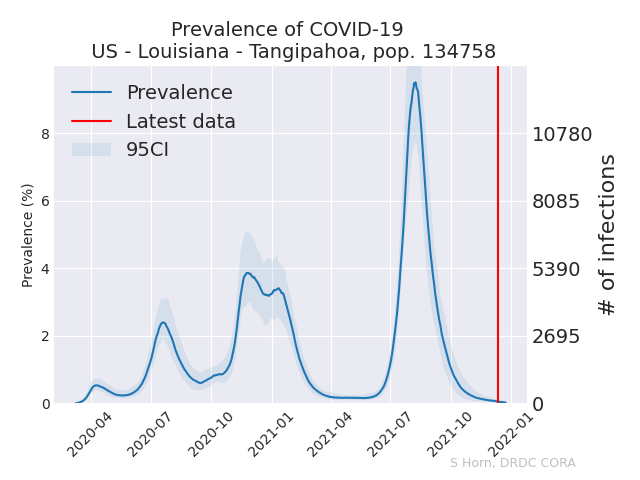 Prevalence of COVID-19
US - Louisiana - Tangipahoa, pop. 134758
Prevalence
Latest data
95CI
Prevalence (%)
8
6
4
2
0
10780
8085
5390
2695
0
# of infections
2020-04
2020-07
2020-10
2021-01
2021-04
2021-07
2021-10
2022-01
S Horn, DRDC CORA